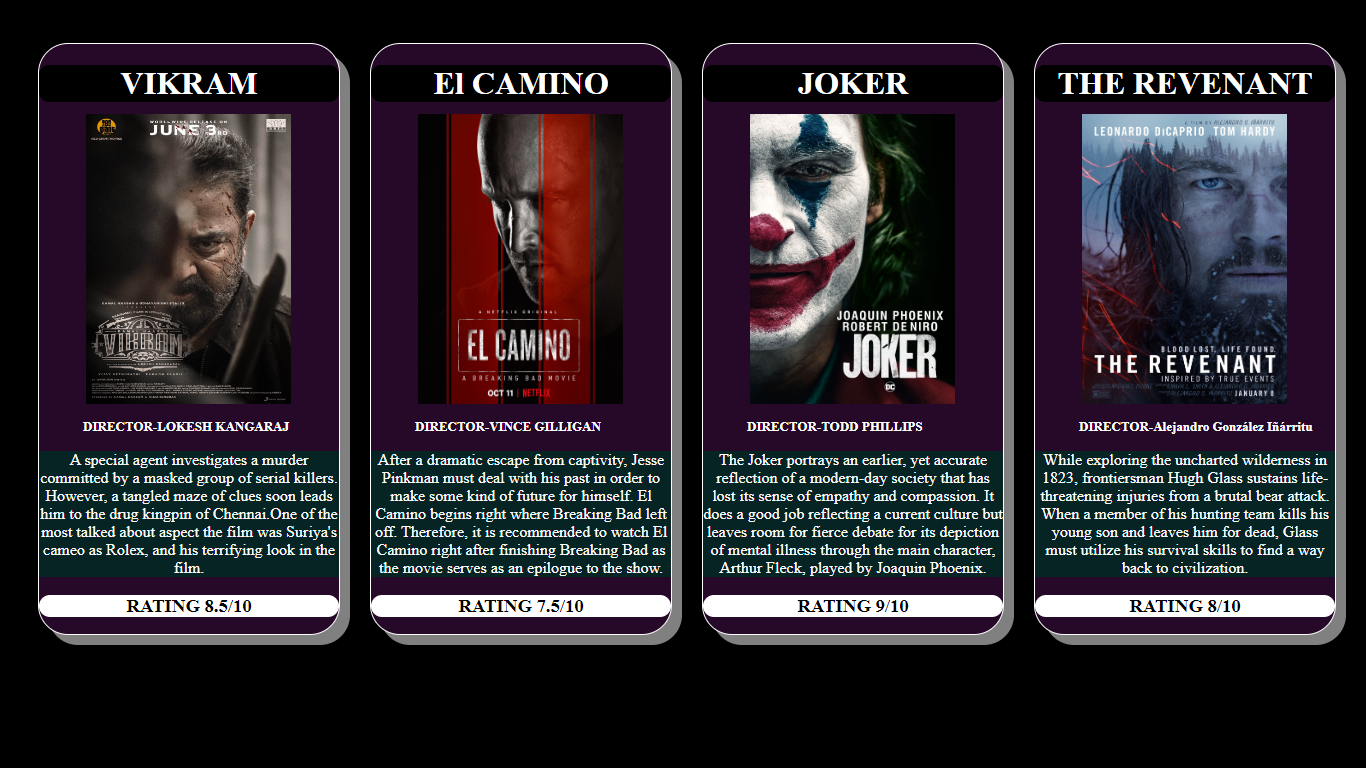 VIKRAM
WORLDWIDE RELEASE ON
JUNE 3RD
VIKRAM
DIRECTOR-LOKESH KANGARAJ
A special agent investigates a murder
committed by a masked group of serial killers.
However, a tangled maze of clues soon leads
him to the drug kingpin of Chennai.One of the
most talked about aspect the film was Suriya's
cameo as Rolex, and his terrifying look in the
film.
RATING 8.5/10
El CAMINO
A NETFLIX ORIGINAL
EL CAMINO
A BREAKING BAD MOVIE
OCT 11 | NETFLIX
DIRECTOR-VINCE GILLIGAN
After a dramatic escape from captivity, Jesse
Pinkman must deal with his past in order to
make some kind of future for himself. El
Camino begins right where Breaking Bad left
off. Therefore, it is recommended to watch El
Camino right after finishing Breaking Bad as
the movie serves as an epilogue to the show.
RATING 7.5/10
JOKER
JOAQUIN PHOENIX
ROBERT DE NIRO
JOKER
DC
DIRECTOR-TODD PHILLIPS
The Joker portrays an earlier, yet accurate
reflection of a modern-day society that has
lost its sense of empathy and compassion. It
does a good job reflecting a current culture but
leaves room for fierce debate for its depiction
of mental illness through the main character,
Arthur Fleck, played by Joaquin Phoenix.
RATING 9/10
THE REVENANT
A FILM BY ALEJANDRO G. IÑÁRRITU
LEONARDO DiCAPRIO TOM HARDY
BLOOD LOST. LIFE FOUND.
THE REVENANT
INSPIRED BY TRUE EVENTS
JANUARY 8
DIRECTOR-Alejandro González Iñárritu
While exploring the uncharted wilderness in
1823, frontiersman Hugh Glass sustains life-
threatening injuries from a brutal bear attack.
When a member of his hunting team kills his
young son and leaves him for dead, Glass
must utilize his survival skills to find a way
back to civilization.
RATING 8/10